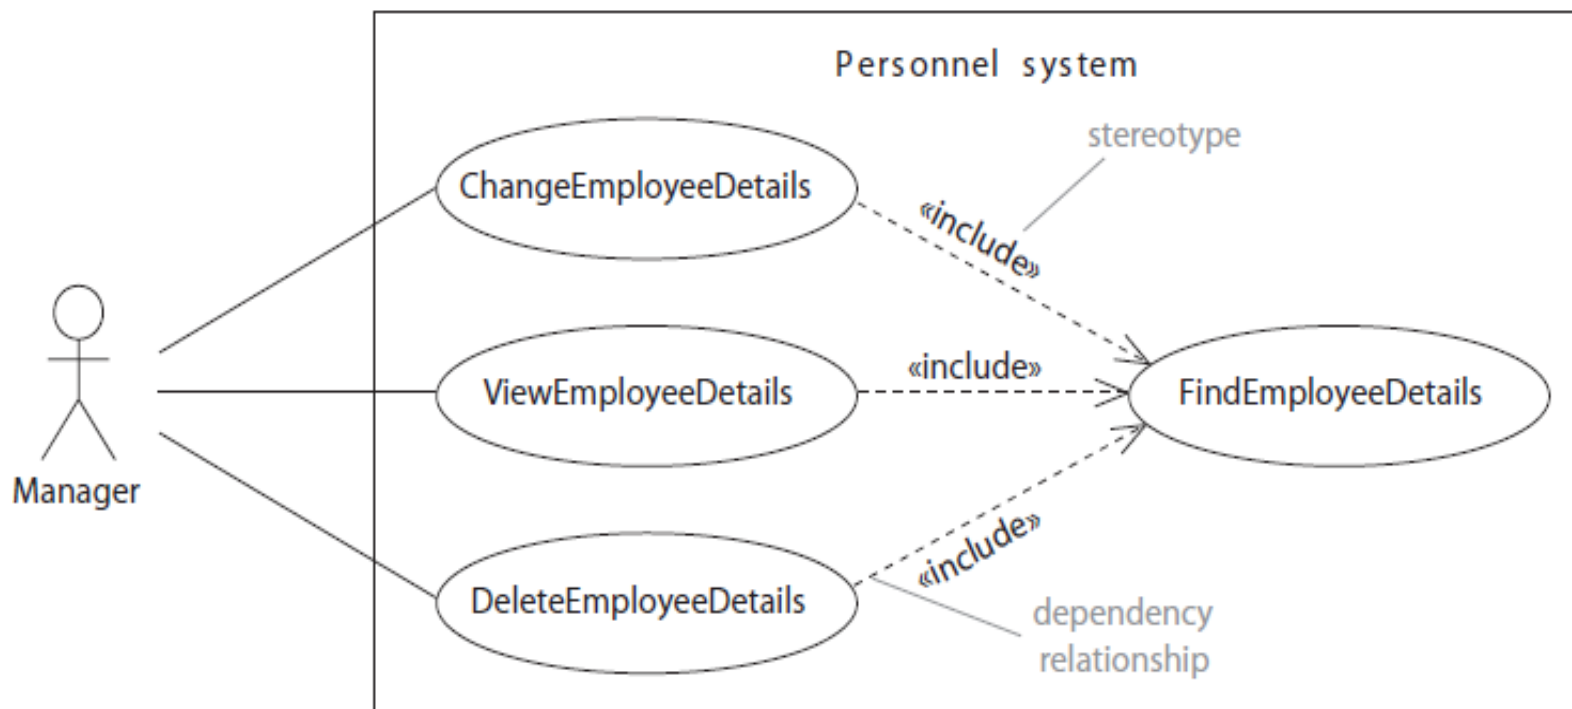 Personnel system
stereotype
ChangeEmployeeDetails
«include»
«include»
ViewEmployeeDetails
FindEmployeeDetails
Manager
«include»
DeleteEmployeeDetails
dependency
relationship